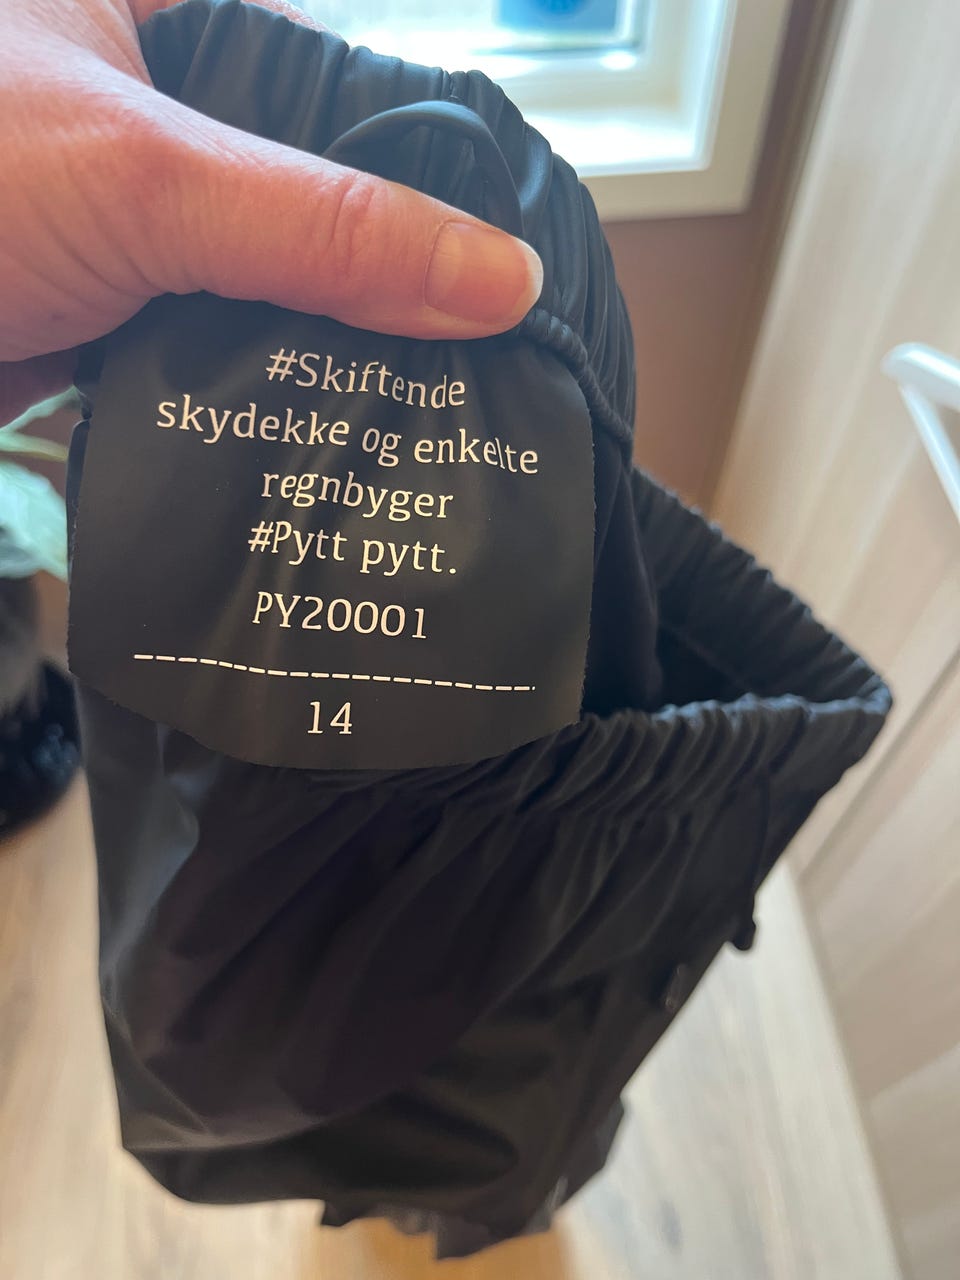 #Skiftende
skydekke og enkelte
regnbyger
#Pytt pytt.
PY20001
14